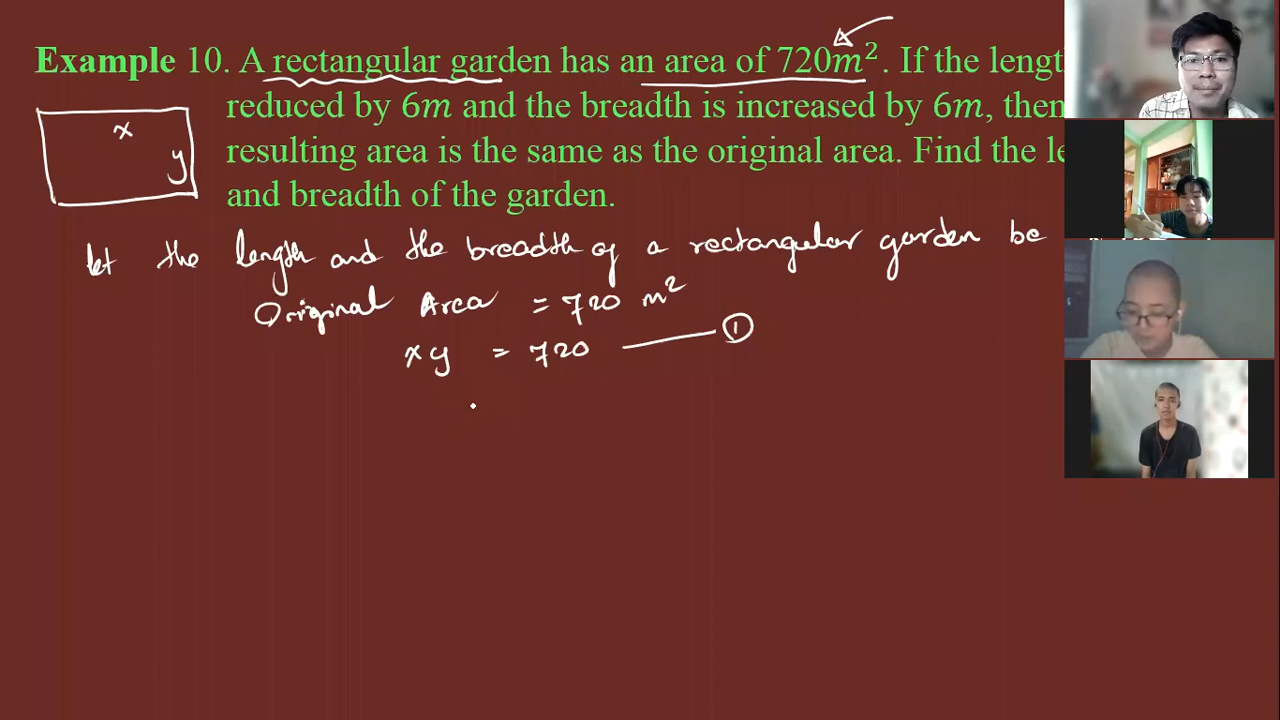 Example 10. A rectangular garden has an area of 720m². If the lengt
reduced by 6m and the breadth is increased by 6m, then
resulting area is the same as the original area. Find the le
and breadth of the garden.
x
y
let the length and the breadth of a rectangular garden be
Original Area = 720 m²
xy = 720 ——— ①